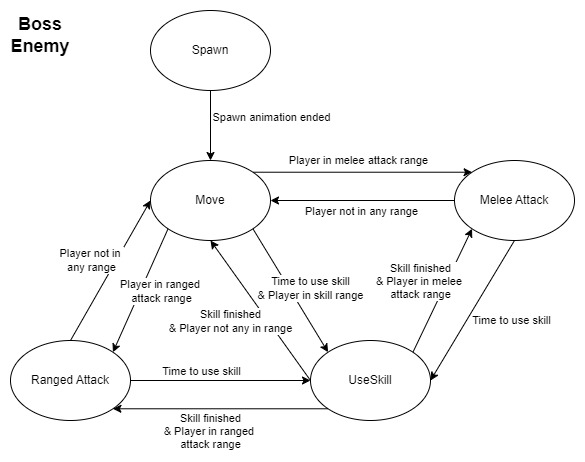 Boss
Enemy
Spawn
Spawn animation ended
Player in melee attack range
Move
Melee Attack
Player not in any range
Player not in
any range
Player in ranged
attack range
Time to use skill
& Player in skill range
Skill finished
& Player in melee
attack range
Skill finished
& Player not any in range
Time to use skill
Ranged Attack
Time to use skill
UseSkill
Skill finished
& Player in ranged
attack range